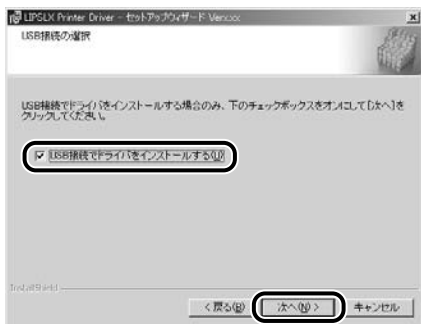 LIPSLX Printer Driver - セットアップウィザード Ver.x.xx
USB接続の選択
USB接続でドライバをインストールする場合のみ、下のチェックボックスをオンにして[次へ]を
クリックしてください。
USB接続でドライバをインストールする(U)
InstallShield
< 戻る(B)
次へ(N) >
キャンセル